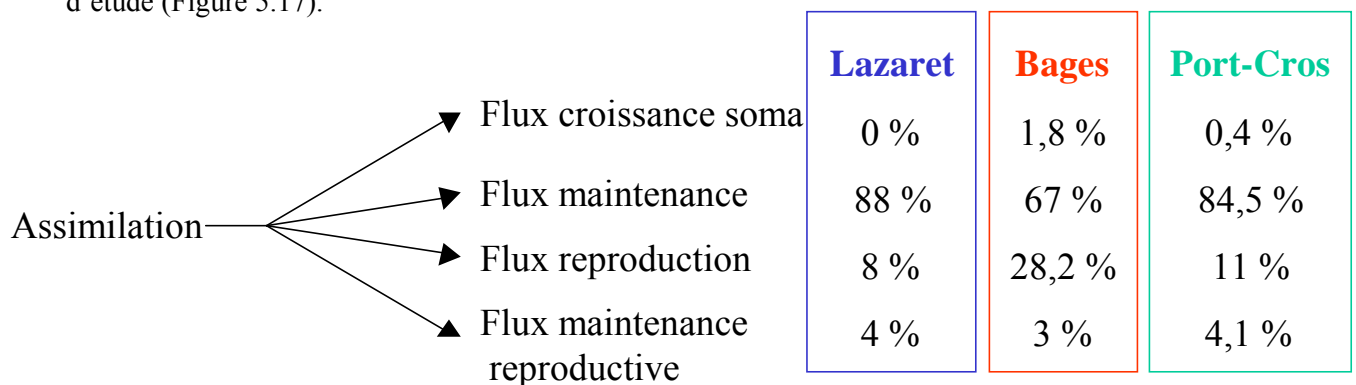 d'étude (Figure 5.17).
Lazaret Bages Port-Cros
Flux croissance soma 0 % 1,8 % 0,4 %
Flux maintenance 88 % 67 % 84,5 %
Assimilation
Flux reproduction 8 % 28,2 % 11 %
Flux maintenance 4 % 3 % 4,1 %
reproductive